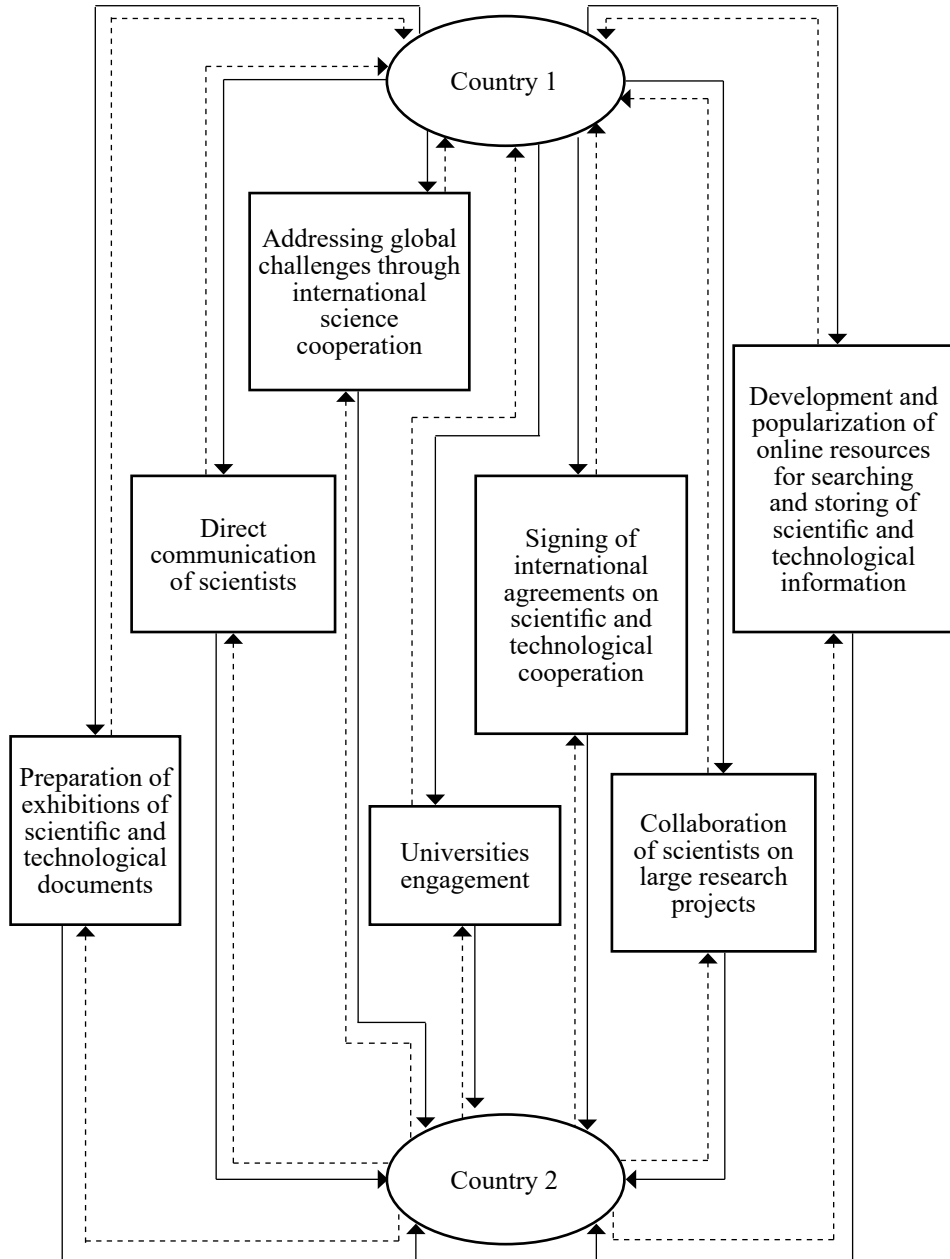 Country 1
Addressing global
challenges through
international
science
cooperation
Development and
popularization of
online resources
for searching
and storing of
scientific and
technological
information
Direct
communication
of scientists
Signing of
international
agreements on
scientific and
technological
cooperation
Preparation of
exhibitions of
scientific and
technological
documents
Universities
engagement
Collaboration
of scientists on
large research
projects
Country 2